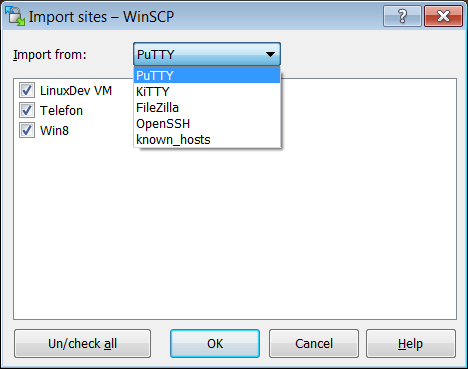 Import sites – WinSCP
?
Import from:
PuTTY
PuTTY
KiTTY
FileZilla
OpenSSH
known_hosts
LinuxDev VM
Telefon
Win8
Un/check all
OK
Cancel
Help